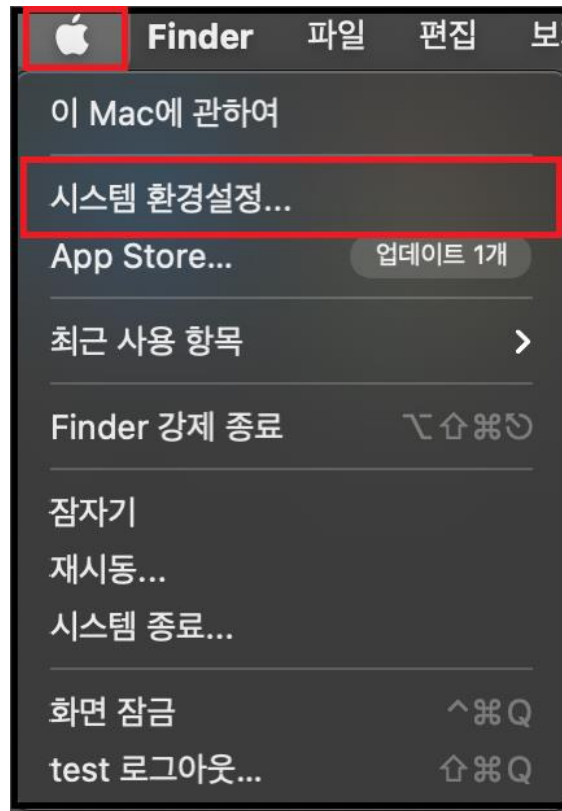 Finder 파일 편집
이 Mac에 관하여
시스템 환경설정...
App Store... 업데이트 1개
최근 사용 항목
Finder 강제 종료 ⌥⇧⌘⎋
잠자기
재시동...
시스템 종료...
화면 잠금 ^⌘Q
test 로그아웃... ⇧⌘Q